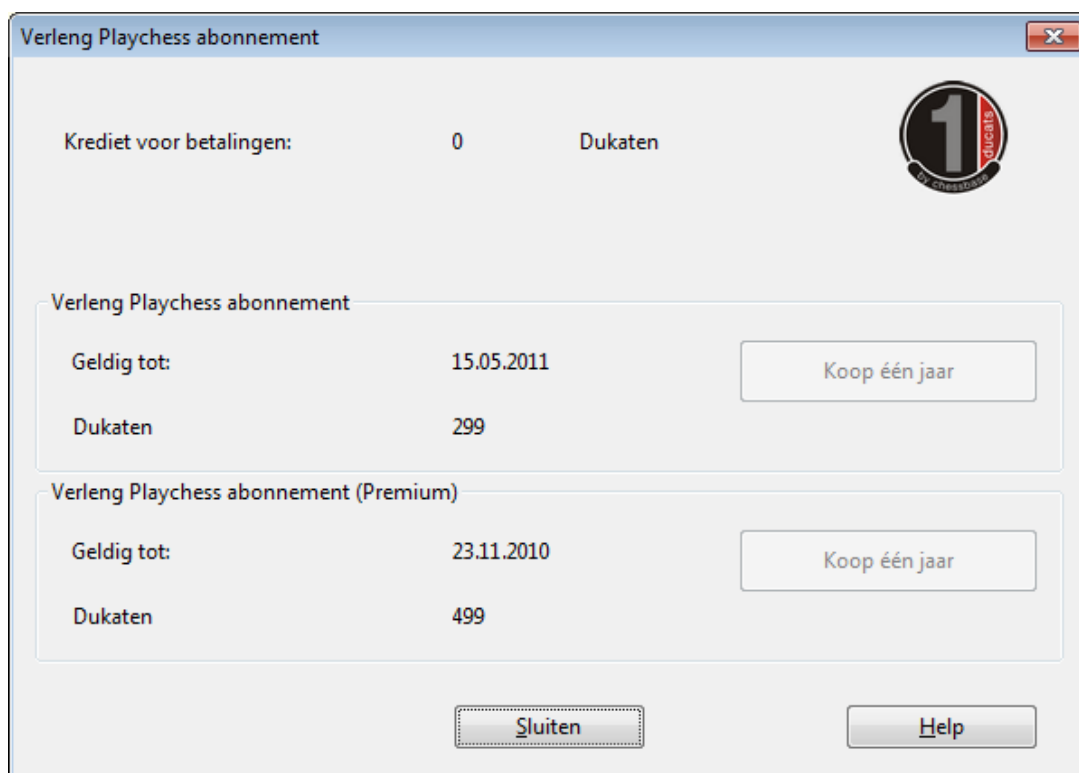 Verleng Playchess abonnement
Krediet voor betalingen: 0 Dukaten
1 ducats
by chessbase
Verleng Playchess abonnement
Geldig tot: 15.05.2011 Koop één jaar
Dukaten 299
Verleng Playchess abonnement (Premium)
Geldig tot: 23.11.2010 Koop één jaar
Dukaten 499
Sluiten Help